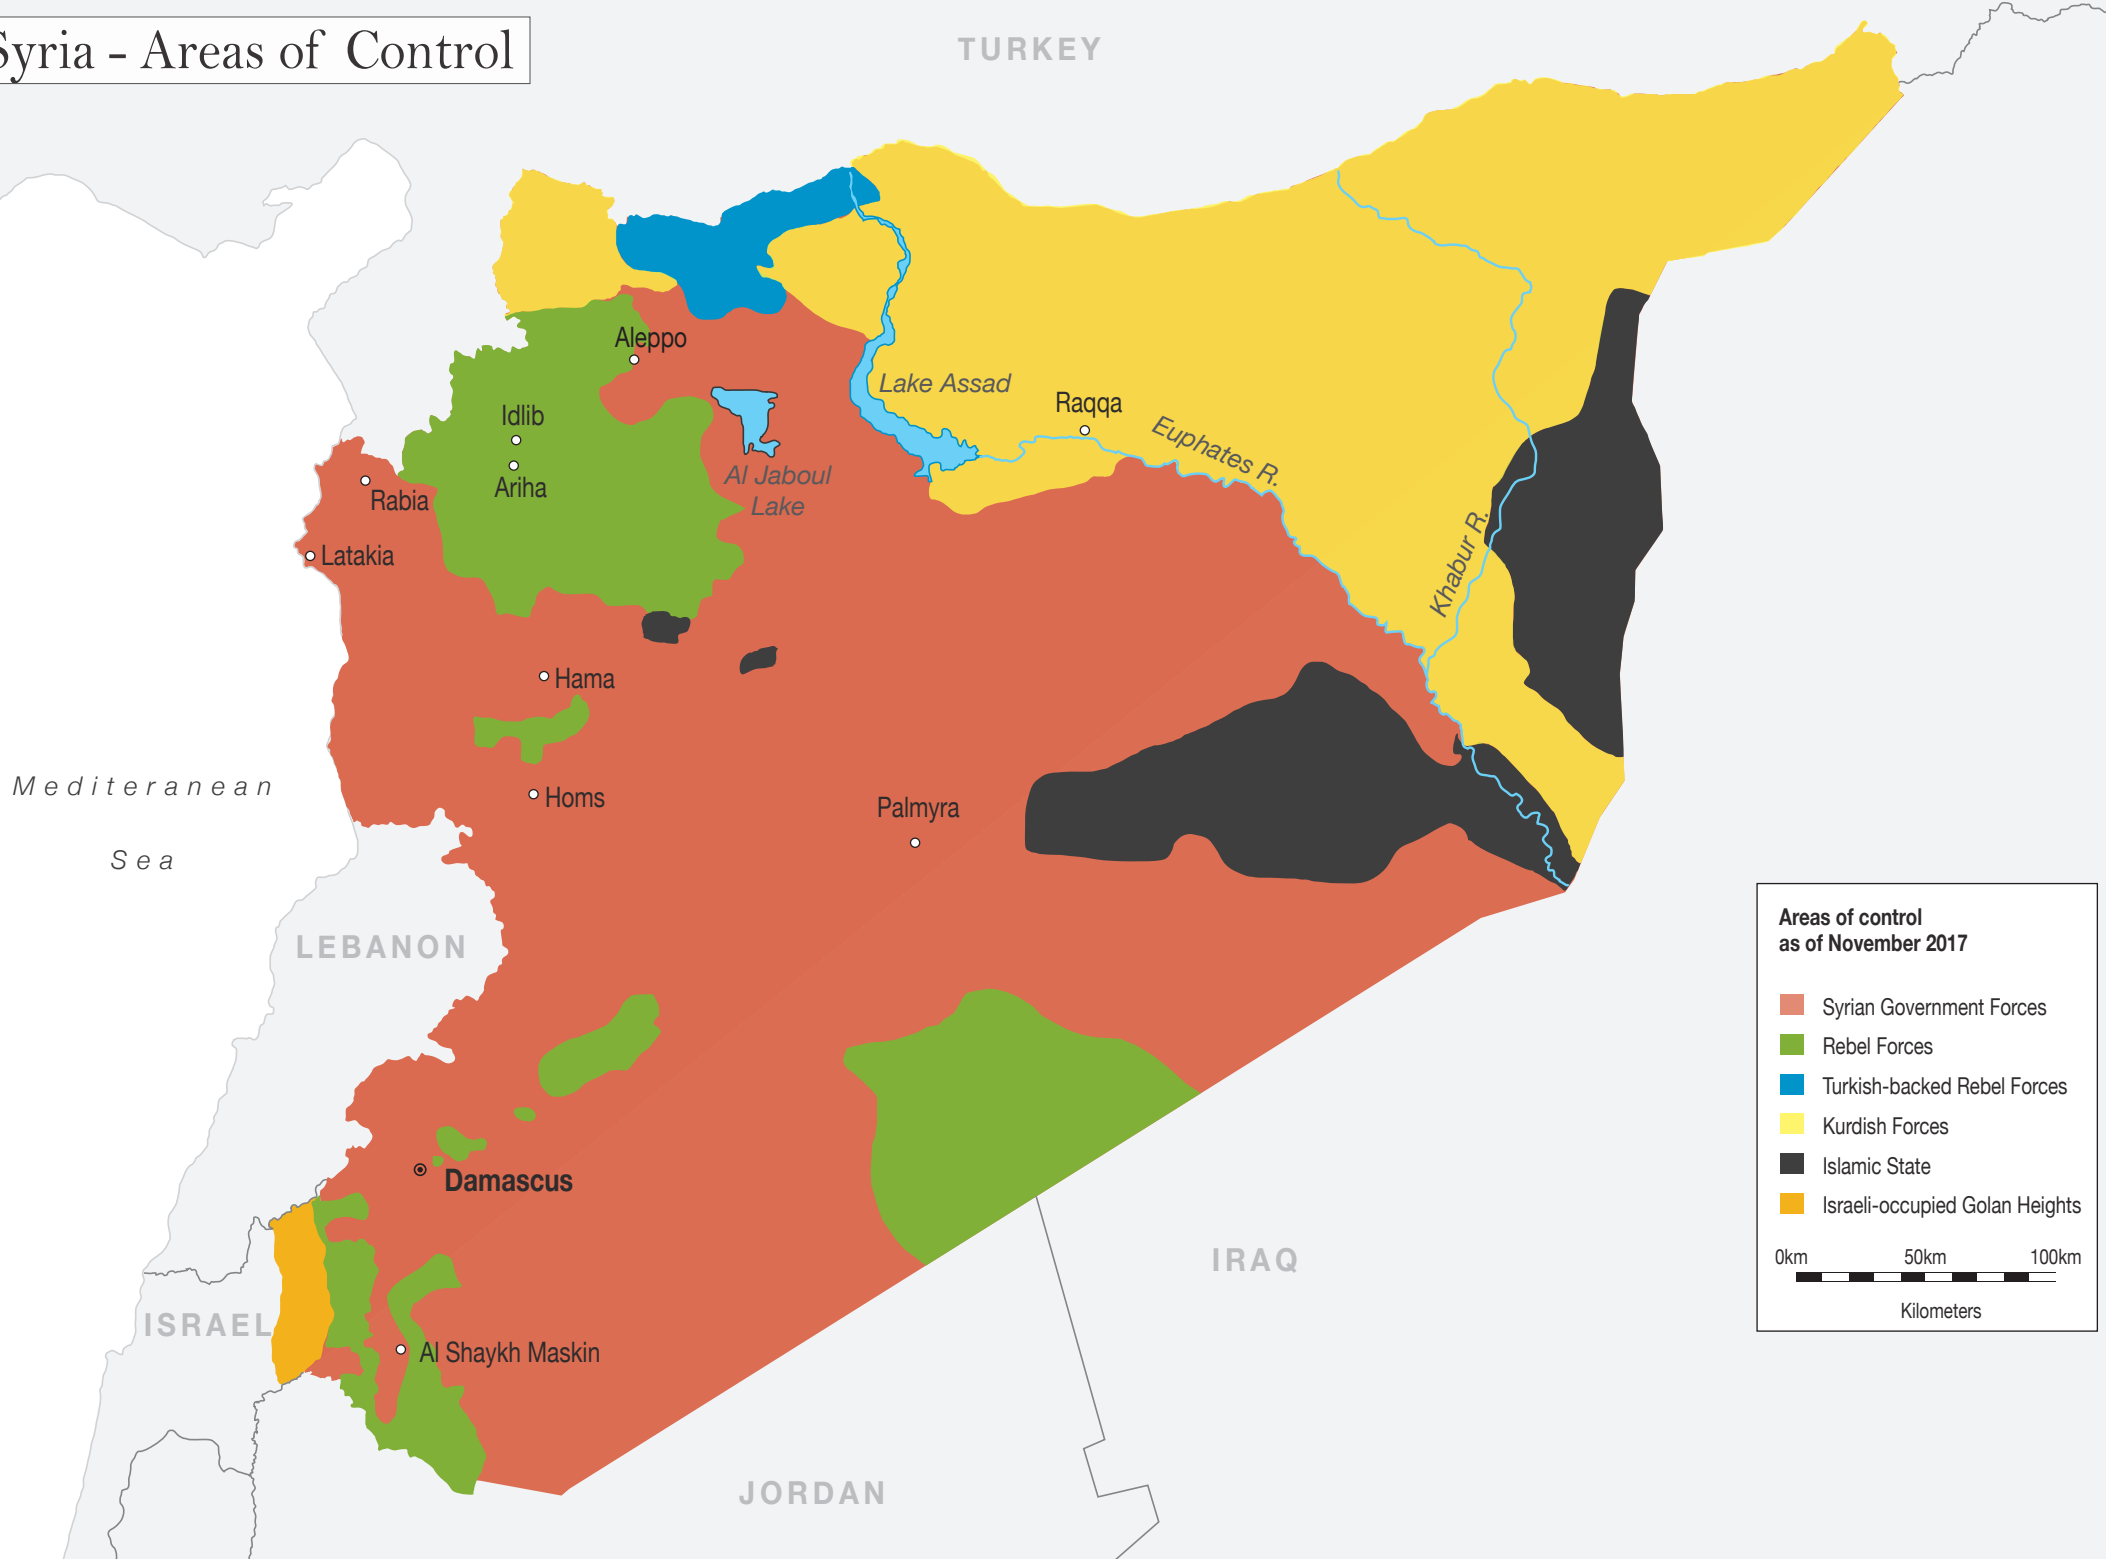 Syria - Areas of Control
TURKEY
Aleppo
Lake Assad
Raqqa
Idlib
Euphates R.
Ariha
Al Jaboul
Lake
Rabia
Khabur R.
Latakia
Hama
Mediteranean
Sea
Homs
Palmyra
LEBANON
Damascus
IRAQ
ISRAEL
Al Shaykh Maskin
JORDAN
Areas of control
as of November 2017
Syrian Government Forces
Rebel Forces
Turkish-backed Rebel Forces
Kurdish Forces
Islamic State
Israeli-occupied Golan Heights
0km 50km 100km
Kilometers